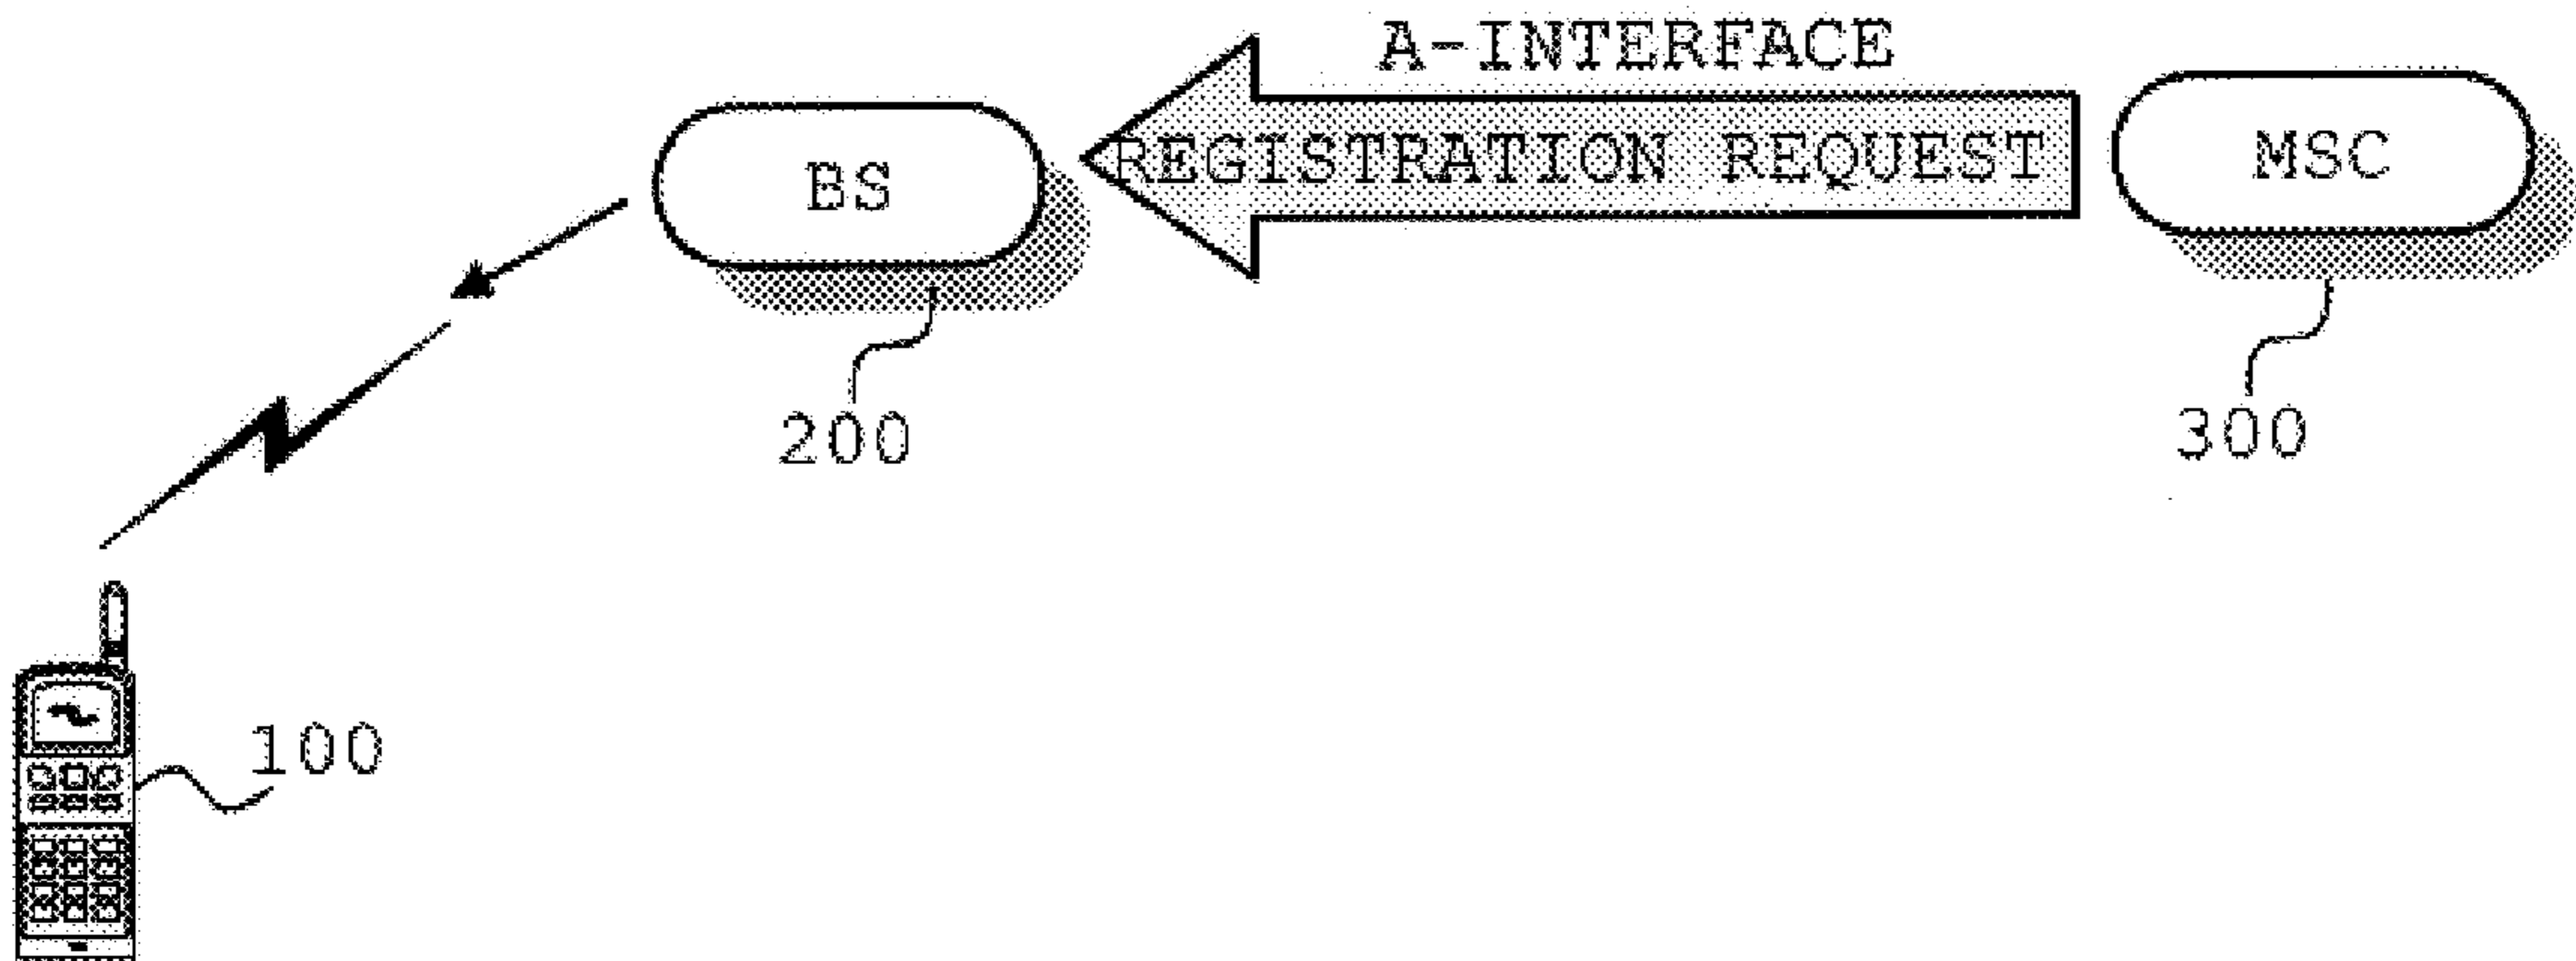 A-INTERFACE
BS
REGISTRATION REQUEST
MSC
200
300
100